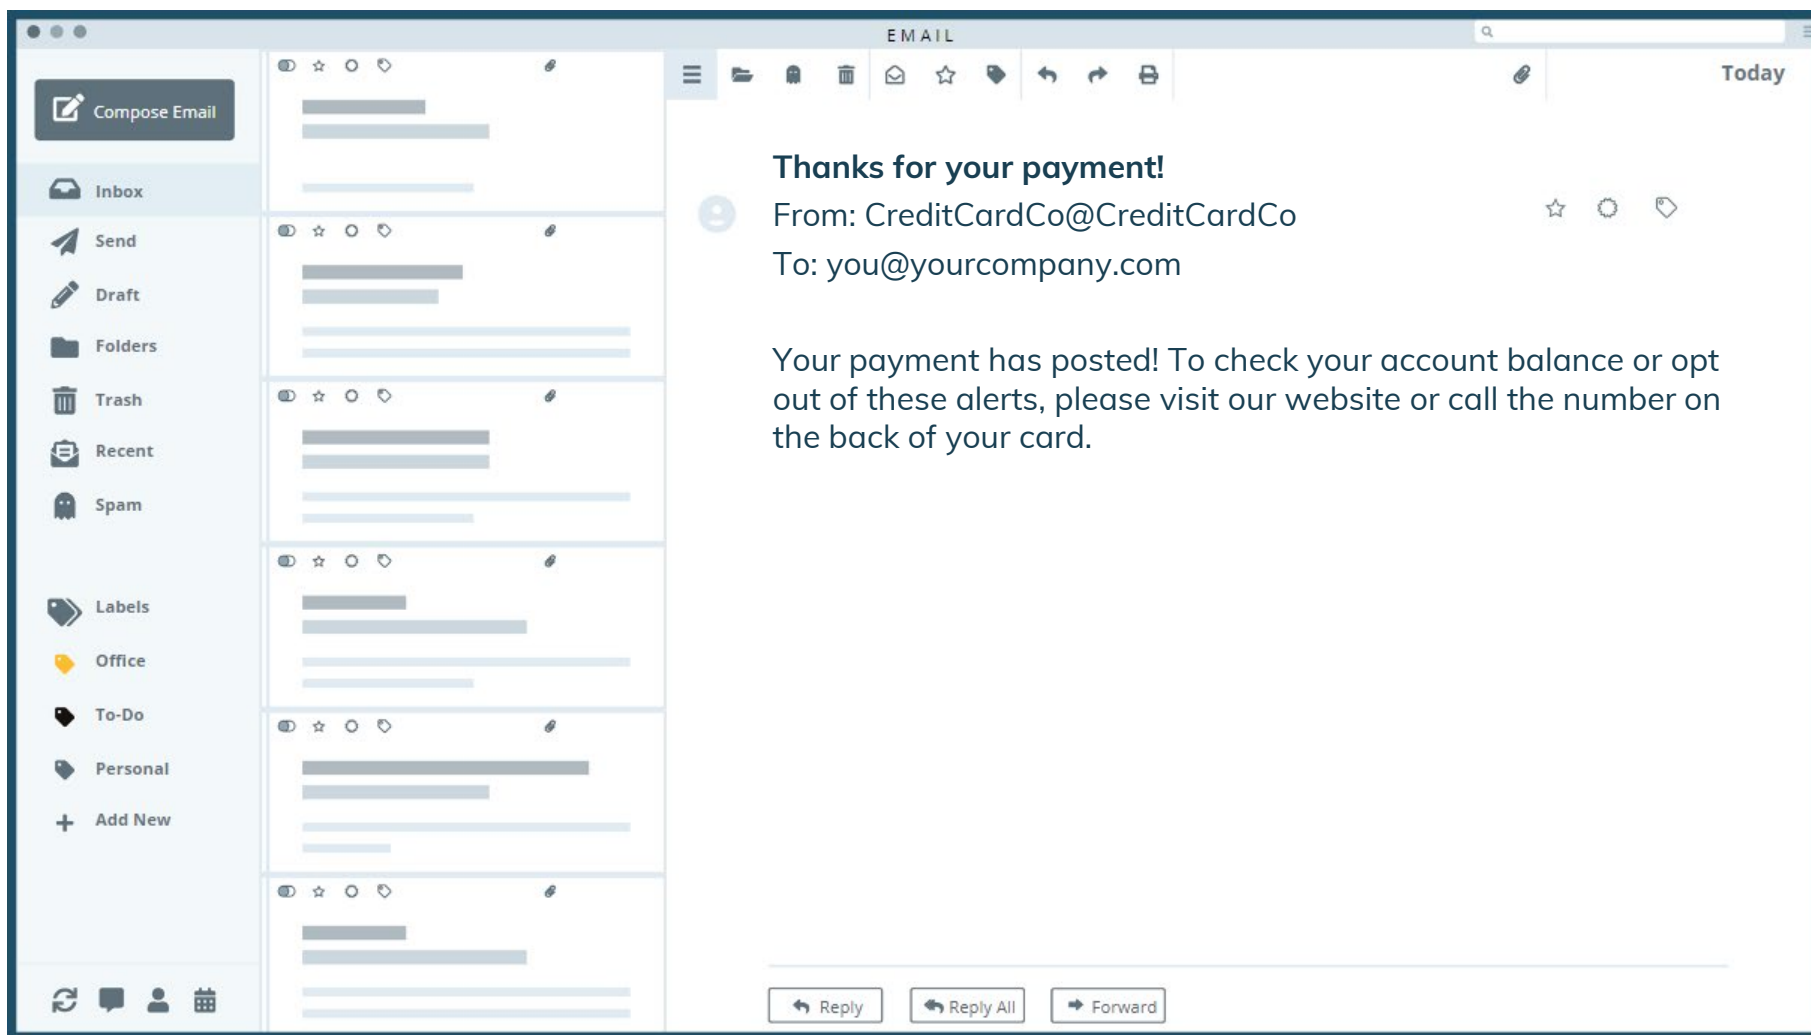 EMAIL
Compose Email
Inbox
Send
Draft
Folders
Trash
Recent
Spam
Labels
Office
To-Do
Personal
Add New
Today
Thanks for your payment!
From: CreditCardCo@CreditCardCo
To: you@yourcompany.com
Your payment has posted! To check your account balance or opt
out of these alerts, please visit our website or call the number on
the back of your card.
Reply
Reply All
Forward